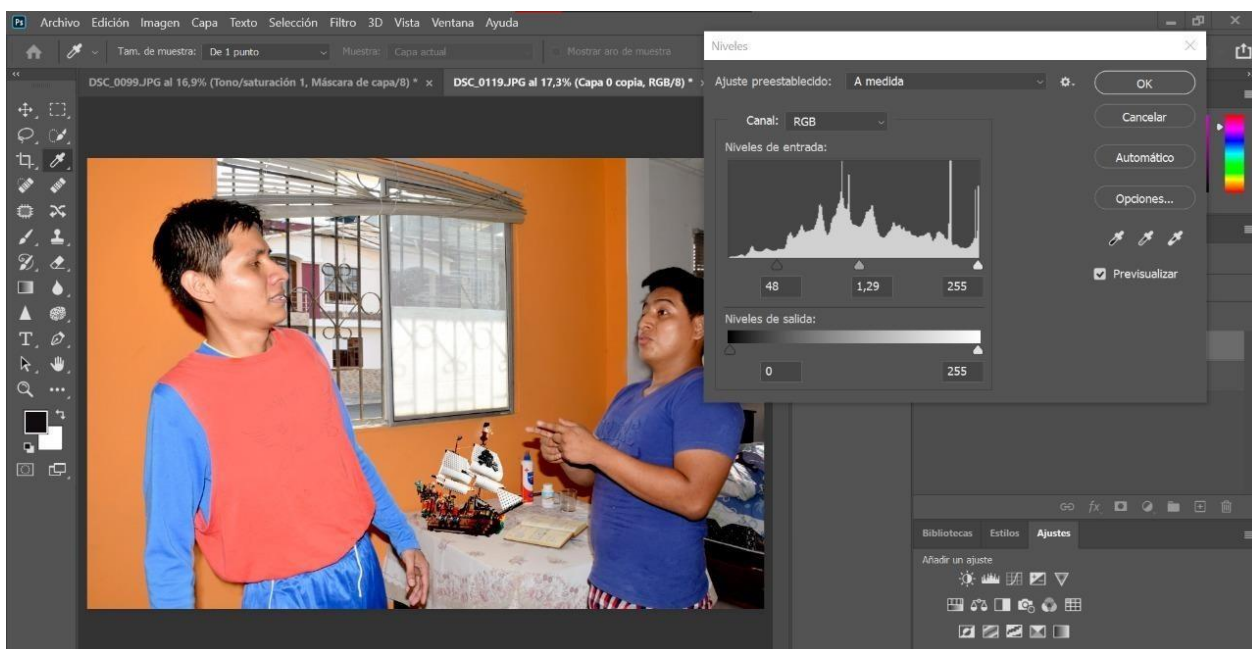 Ps Archivo Edición Imagen Capa Texto Selección Filtro 3D Vista Ventana Ayuda
Tam. de muestra: De 1 punto Muestra: Capa actual Mostrar aro de muestra
DSC_0099.JPG al 16,9% (Tono/saturación 1, Máscara de capa/8) * × DSC_0119.JPG al 17,3% (Capa 0 copia, RGB/8) *
Niveles
Ajuste preestablecido: A medida
OK
Canal: RGB
Cancelar
Niveles de entrada:
Automático
Opciones...
48 1,29 255
Previsualizar
Niveles de salida:
0 255
fx
Bibliotecas Estilos Ajustes
Añadir un ajuste